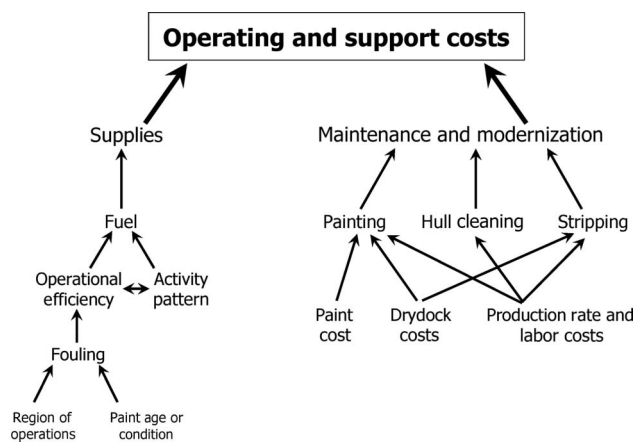 Operating and support costs
Supplies
Maintenance and modernization
Fuel
Painting
Hull cleaning
Stripping
Operational
efficiency
Activity
pattern
Paint
cost
Drydock
costs
Production rate and
labor costs
Fouling
Region of
operations
Paint age or
condition